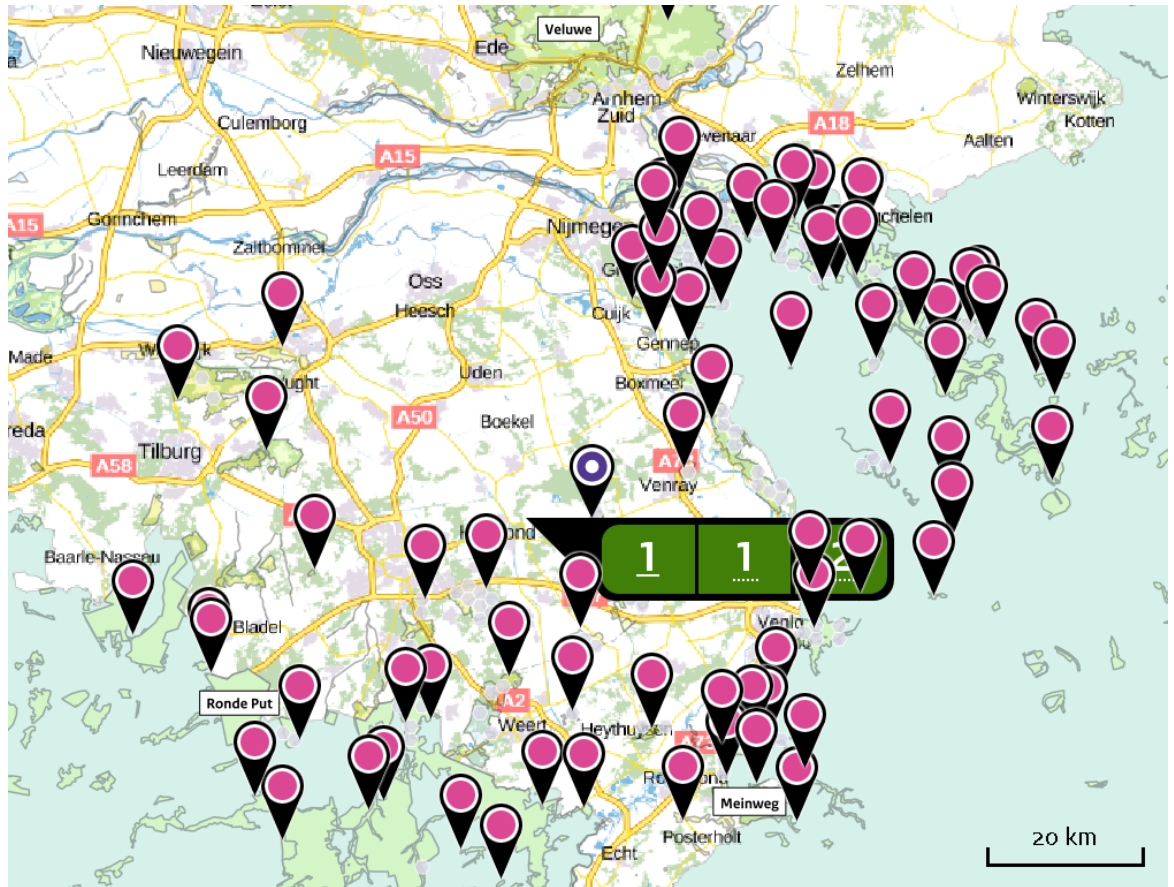 Veluwe
Ede
Nieuwegein
Zelhem
Arnhem
Zuid
Winterswijk
Kotten
Culemborg
A18
Aalten
A15
Leerdam
Gorinchem
A15
Zaltbommel
Oss
Heesch
Cuijk
Gennep
Made
Uden
Boxmeer
Boekel
A50
Tilburg
A58
Venray
Baarle-Nassau
1
1
2
Bladel
Venlo
Ronde Put
A2
Weert
Heythuysen
Meinweg
Posterholt
Echt
20 km